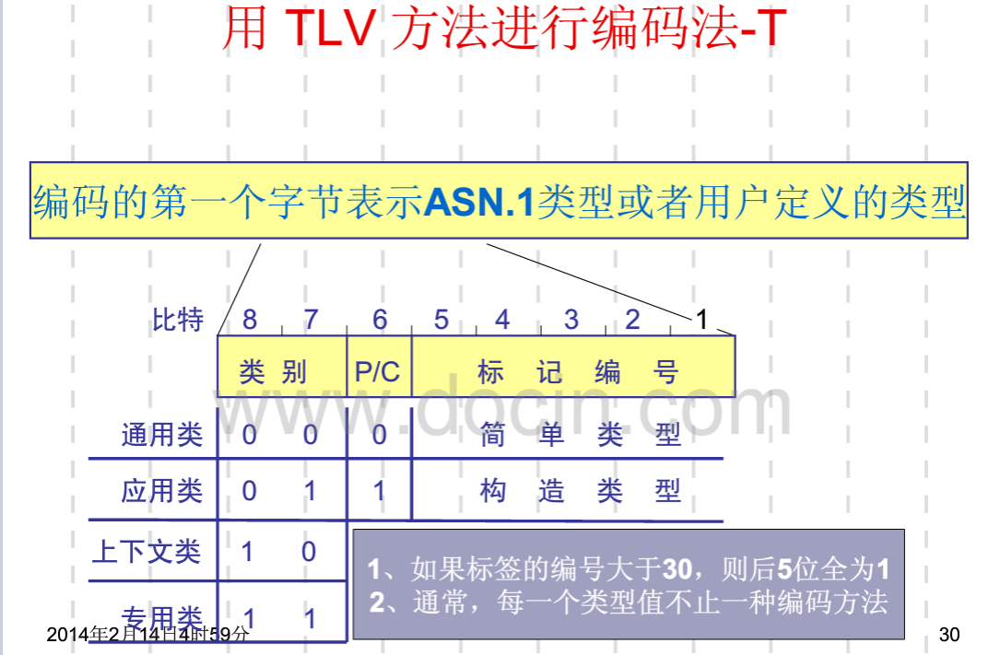 用 TLV 方法进行编码法-T
编码的第一个字节表示ASN.1类型或者用户定义的类型
比特 8 7 6 5 4 3 2 1
类别 P/C 标记编号
www.docin.com
通用类 0 0 0 简单类型
应用类 0 1 1 构造类型
上下文类 1 0
专用类 1 1
1、如果标签的编号大于30，则后5位全为1
2、通常，每一个类型值不止一种编码方法
2014年2月14日4时59分
30